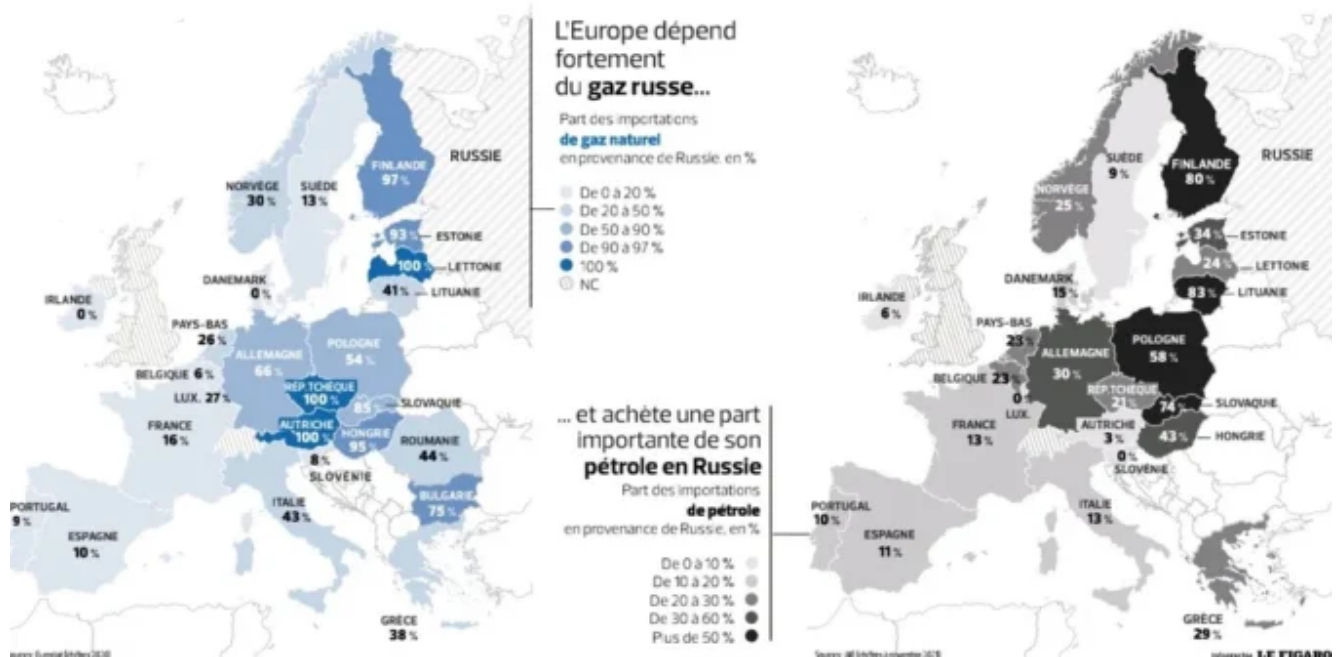 L'Europe dépend
fortement
du gaz russe...
Part des importations
de gaz naturel
en provenance de Russie, en %
De 0 à 20 %
De 20 à 50 %
De 50 à 90 %
De 90 à 97 %
100 %
NC
RUSSIE
FINLANDE
97 %
NORVÈGE
30 %
SUÈDE
13 %
93 %
ESTONIE
100 %
LETTONIE
41 %
LITUANIE
DANEMARK
0 %
IRLANDE
0 %
PAYS-BAS
26 %
ALLEMAGNE
66 %
POLOGNE
54 %
BELGIQUE 6 %
LUX. 27 %
RÉP. TCHÈQUE
100 %
85 %
SLOVAQUIE
FRANCE
16 %
AUTRICHE
100 %
HONGRIE
95 %
ROUMANIE
44 %
8 %
SLOVÉNIE
BULGARIE
75 %
ITALIE
43 %
PORTUGAL
9 %
ESPAGNE
10 %
GRÈCE
38 %
... et achète une part
importante de son
pétrole en Russie
Part des importations
de pétrole
en provenance de Russie, en %
De 0 à 10 %
De 10 à 20 %
De 20 à 30 %
De 30 à 60 %
Plus de 50 %
RUSSIE
FINLANDE
80 %
SUÈDE
9 %
NORVÈGE
25 %
34 %
ESTONIE
24 %
LETTONIE
83 %
LITUANIE
DANEMARK
15 %
IRLANDE
6 %
PAYS-BAS
23 %
ALLEMAGNE
30 %
POLOGNE
58 %
BELGIQUE 23 %
0 %
LUX.
RÉP. TCHÈQUE
21 %
74
SLOVAQUIE
FRANCE
13 %
AUTRICHE
3 %
43 %
HONGRIE
0 %
SLOVÉNIE
ITALIE
13 %
PORTUGAL
10 %
ESPAGNE
11 %
GRÈCE
29 %
Infographie LE FIGARO